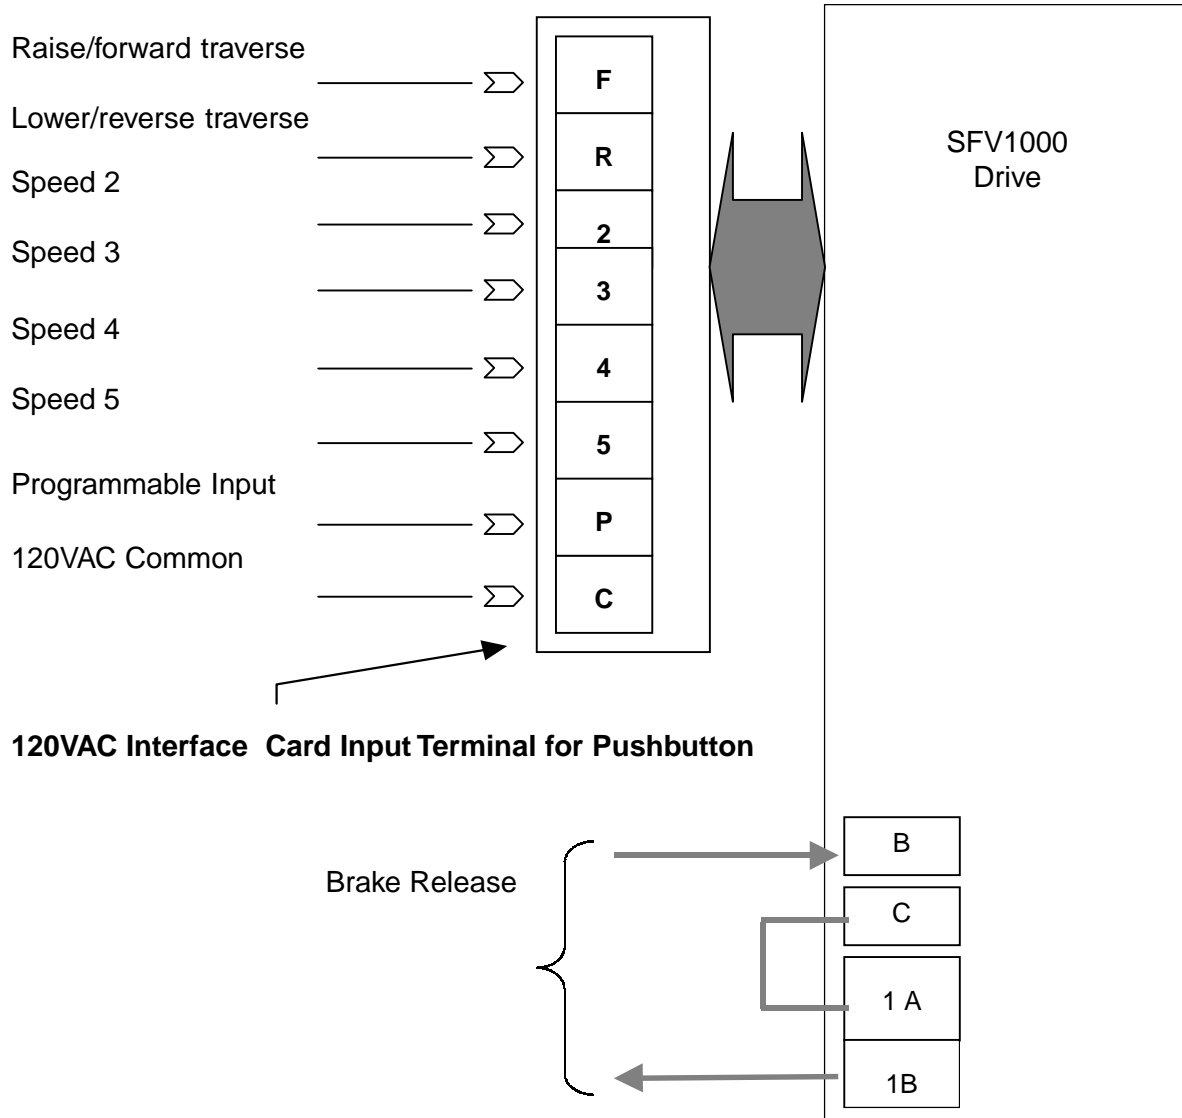 Raise/forward traverse
Lower/reverse traverse
Speed 2
Speed 3
Speed 4
Speed 5
Programmable Input
120VAC Common
F
R
2
3
4
5
P
C
SFV1000
Drive
120VAC Interface Card Input Terminal for Pushbutton
Brake Release
B
C
1 A
1B